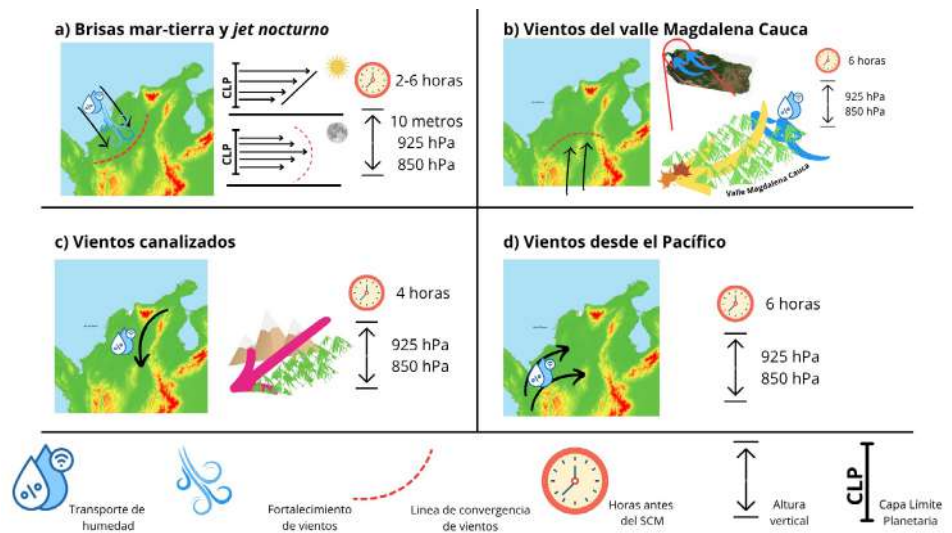 a) Brisas mar-tierra y jet nocturno
CLP
2-6 horas
10 metros
925 hPa
850 hPa
CLP
b) Vientos del valle Magdalena Cauca
6 horas
925 hPa
850 hPa
Valle Magdalena Cauca
c) Vientos canalizados
4 horas
925 hPa
850 hPa
d) Vientos desde el Pacífico
6 horas
925 hPa
850 hPa
Transporte de
humedad
Fortalecimiento
de vientos
Linea de convergencia
de vientos
Horas antes
del SCM
Altura
vertical
CLP
Capa Límite
Planetaria